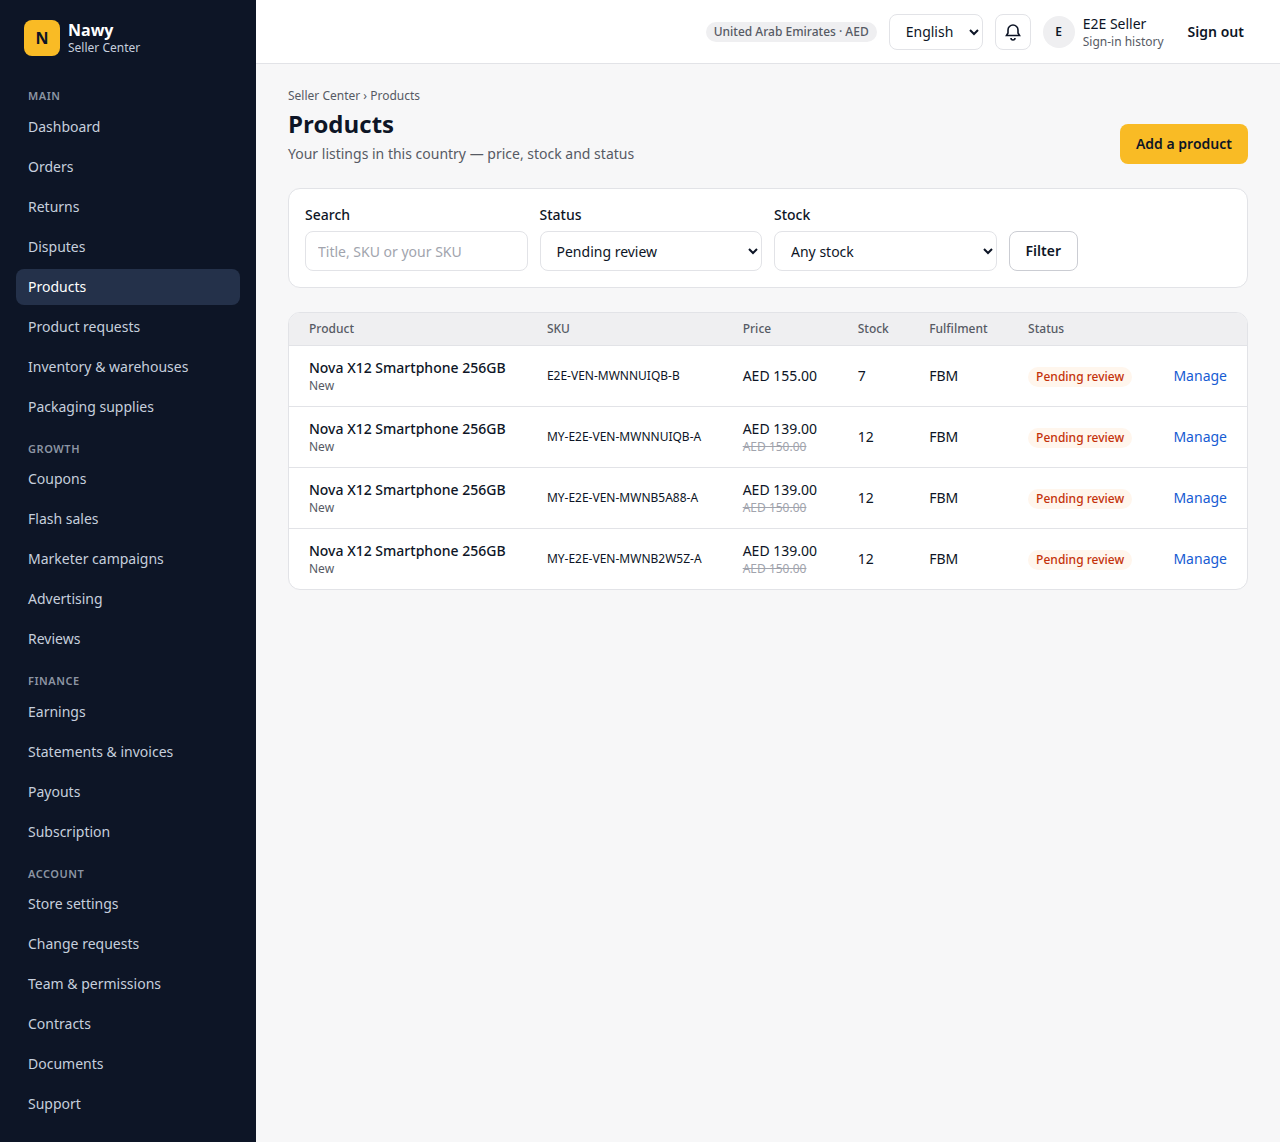 N
Nawy
Seller Center
MAIN
Dashboard
Orders
Returns
Disputes
Products
Product requests
Inventory & warehouses
Packaging supplies
GROWTH
Coupons
Flash sales
Marketer campaigns
Advertising
Reviews
FINANCE
Earnings
Statements & invoices
Payouts
Subscription
ACCOUNT
Store settings
Change requests
Team & permissions
Contracts
Documents
Support
United Arab Emirates · AED
English
E
E2E Seller
Sign-in history
Sign out
Seller Center › Products
Products
Your listings in this country — price, stock and status
Add a product
Search Status Stock
Title, SKU or your SKU Pending review Any stock Filter
Product SKU Price Stock Fulfilment Status
Nova X12 Smartphone 256GB E2E-VEN-MWNNUIQB-B AED 155.00 7 FBM Pending review Manage
New
Nova X12 Smartphone 256GB MY-E2E-VEN-MWNNUIQB-A AED 139.00 12 FBM Pending review Manage
New AED 150.00
Nova X12 Smartphone 256GB MY-E2E-VEN-MWNB5A88-A AED 139.00 12 FBM Pending review Manage
New AED 150.00
Nova X12 Smartphone 256GB MY-E2E-VEN-MWNB2W5Z-A AED 139.00 12 FBM Pending review Manage
New AED 150.00